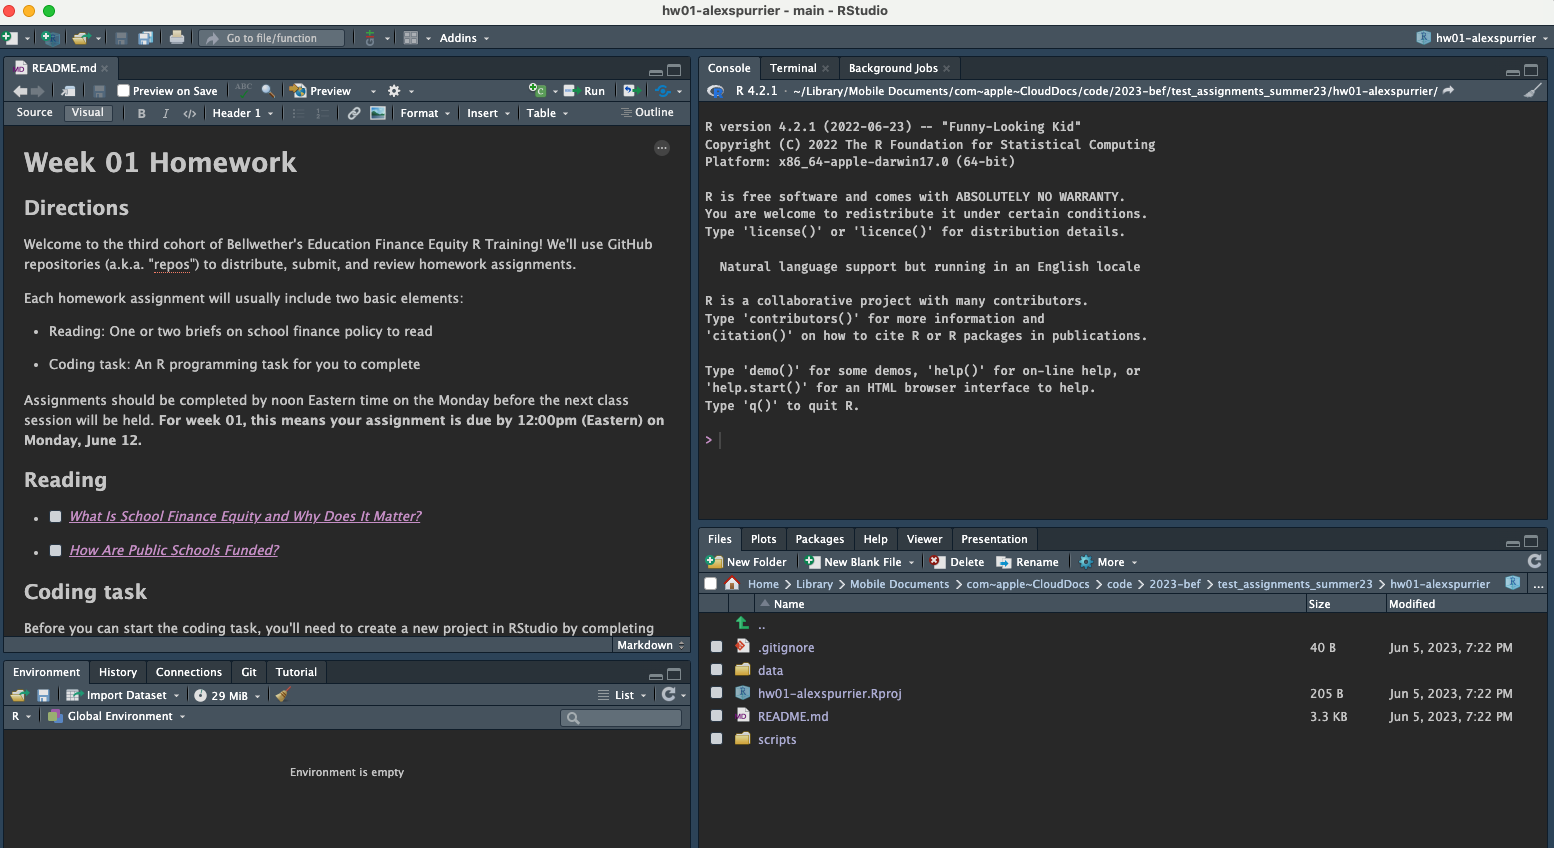 hw01-alexspurrier - main - RStudio
Go to file/function
Addins
hw01-alexspurrier
README.md
Preview on Save
ABC
Preview
Run
Source
Visual
B
I
</>
Header 1
Format
Insert
Table
Outline
Week 01 Homework
Directions
Welcome to the third cohort of Bellwether's Education Finance Equity R Training! We'll use GitHub
repositories (a.k.a. "repos") to distribute, submit, and review homework assignments.
Each homework assignment will usually include two basic elements:
• Reading: One or two briefs on school finance policy to read
• Coding task: An R programming task for you to complete
Assignments should be completed by noon Eastern time on the Monday before the next class
session will be held. For week 01, this means your assignment is due by 12:00pm (Eastern) on
Monday, June 12.
Reading
• What Is School Finance Equity and Why Does It Matter?
• How Are Public Schools Funded?
Coding task
Before you can start the coding task, you'll need to create a new project in RStudio by completing
Markdown
Environment
History
Connections
Git
Tutorial
Import Dataset
29 MiB
List
R
Global Environment
Environment is empty
Console
Terminal
Background Jobs
R 4.2.1 · ~/Library/Mobile Documents/com~apple~CloudDocs/code/2023-bef/test_assignments_summer23/hw01-alexspurrier/
R version 4.2.1 (2022-06-23) -- "Funny-Looking Kid"
Copyright (C) 2022 The R Foundation for Statistical Computing
Platform: x86_64-apple-darwin17.0 (64-bit)
R is free software and comes with ABSOLUTELY NO WARRANTY.
You are welcome to redistribute it under certain conditions.
Type 'license()' or 'licence()' for distribution details.
Natural language support but running in an English locale
R is a collaborative project with many contributors.
Type 'contributors()' for more information and
'citation()' on how to cite R or R packages in publications.
Type 'demo()' for some demos, 'help()' for on-line help, or
'help.start()' for an HTML browser interface to help.
Type 'q()' to quit R.
>
Files
Plots
Packages
Help
Viewer
Presentation
New Folder
New Blank File
Delete
Rename
More
Home > Library > Mobile Documents > com~apple~CloudDocs > code > 2023-bef > test_assignments_summer23 > hw01-alexspurrier
...
Name Size Modified
..
.gitignore 40 B Jun 5, 2023, 7:22 PM
data
hw01-alexspurrier.Rproj 205 B Jun 5, 2023, 7:22 PM
README.md 3.3 KB Jun 5, 2023, 7:22 PM
scripts